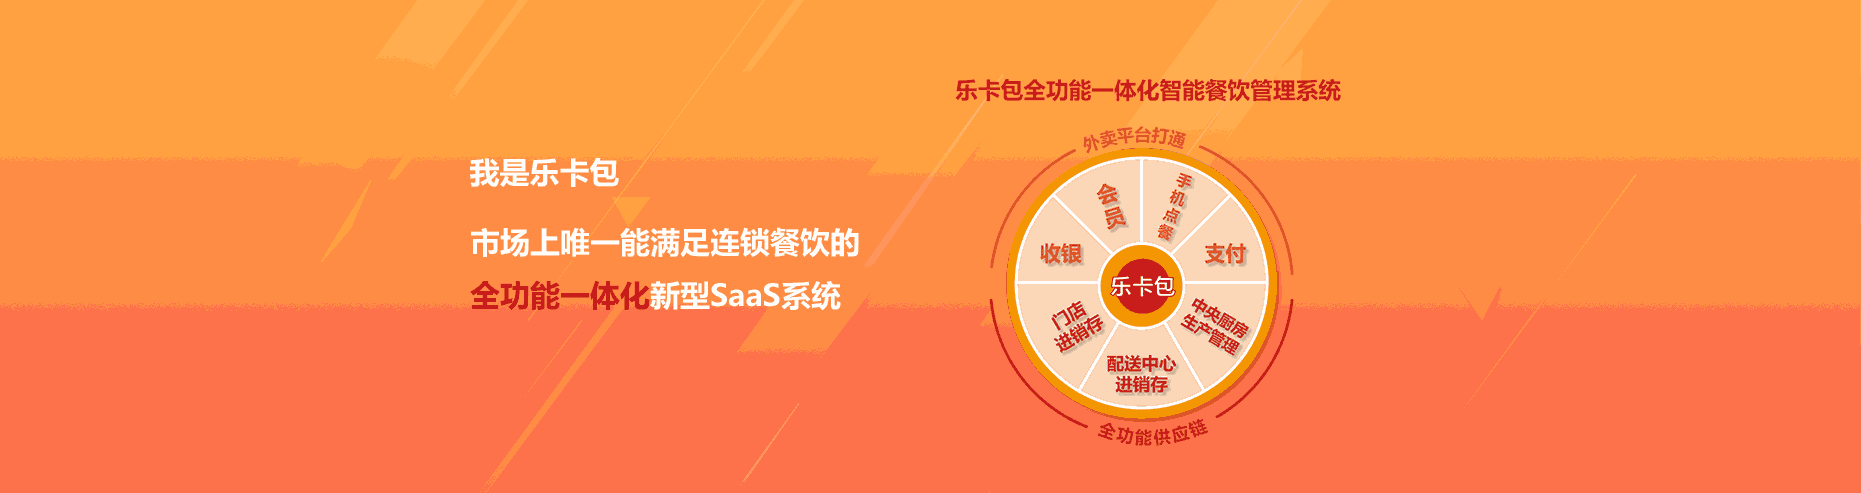 我是乐卡包
市场上唯一能满足连锁餐饮的
全功能一体化新型SaaS系统
乐卡包全功能一体化智能餐饮管理系统
外卖平台打通
会员
手机点餐
收银
支付
乐卡包
门店
进销存
中央厨房
生产管理
配送中心
进销存
全功能供应链